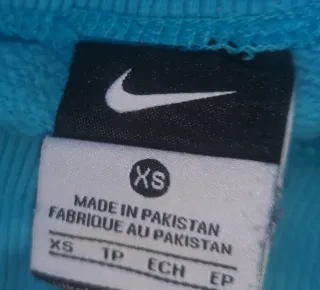 XS
MADE IN PAKISTAN
FABRIQUE AU PAKISTAN
XS TP ECH EP